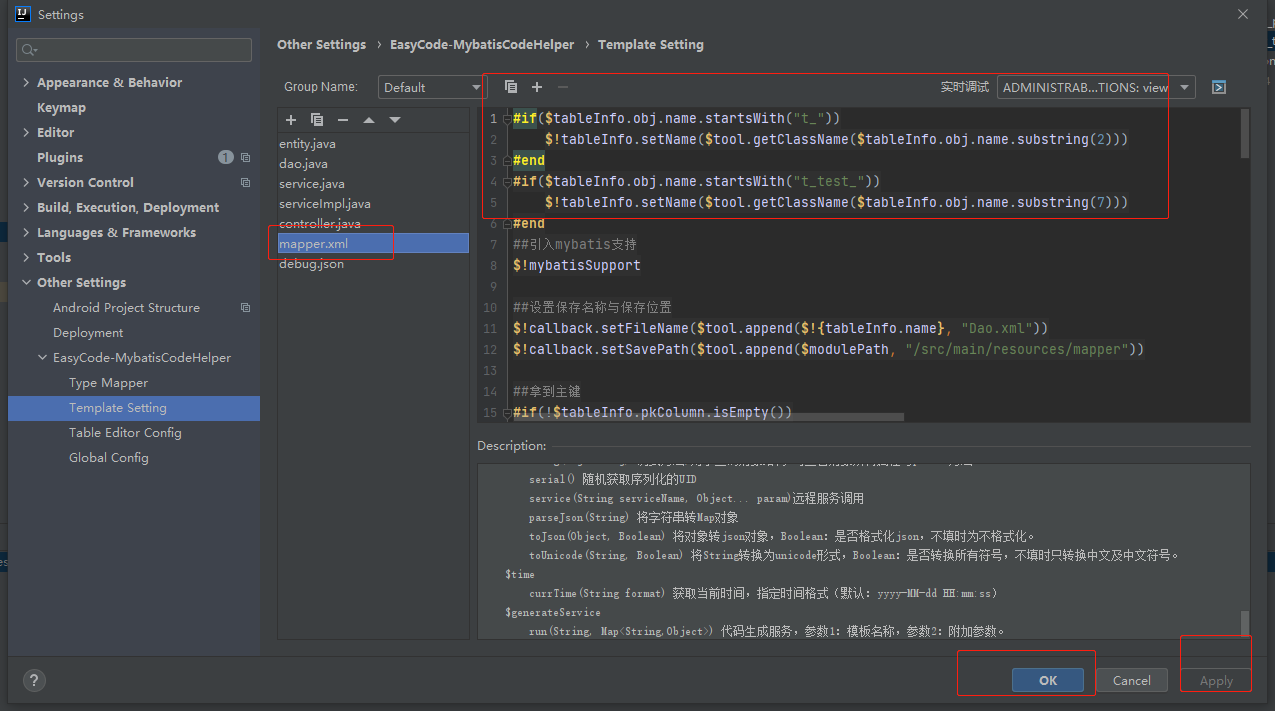 Settings
Other Settings › EasyCode-MybatisCodeHelper › Template Setting
Appearance & Behavior
Keymap
Editor
Plugins 1
Version Control
Build, Execution, Deployment
Languages & Frameworks
Tools
Other Settings
Android Project Structure
Deployment
EasyCode-MybatisCodeHelper
Type Mapper
Template Setting
Table Editor Config
Global Config
Group Name: Default
实时调试 ADMINISTRAB...TIONS: view
entity.java
dao.java
service.java
serviceImpl.java
controller.java
mapper.xml
debug.json
1 #if($tableInfo.obj.name.startsWith("t_"))
2 $!tableInfo.setName($tool.getClassName($tableInfo.obj.name.substring(2)))
3 #end
4 #if($tableInfo.obj.name.startsWith("t_test_"))
5 $!tableInfo.setName($tool.getClassName($tableInfo.obj.name.substring(7)))
6 #end
7 ##引入mybatis支持
8 $!mybatisSupport
9
10 ##设置保存名称与保存位置
11 $!callback.setFileName($tool.append($!{tableInfo.name}, "Dao.xml"))
12 $!callback.setSavePath($tool.append($modulePath, "/src/main/resources/mapper"))
13
14 ##拿到主键
15 #if(!$tableInfo.pkColumn.isEmpty())
Description:
serial() 随机获取序列化的UID
service(String serviceName, Object... param)远程服务调用
parseJson(String) 将字符串转Map对象
toJson(Object, Boolean) 将对象转json对象，Boolean：是否格式化json，不填时为不格式化。
toUnicode(String, Boolean) 将String转换为unicode形式，Boolean：是否转换所有符号，不填时只转换中文及中文符号。
$time
currTime(String format) 获取当前时间，指定时间格式（默认：yyyy-MM-dd HH:mm:ss）
$generateService
run(String, Map<String,Object>) 代码生成服务，参数1：模板名称，参数2：附加参数。
?
OK
Cancel
Apply